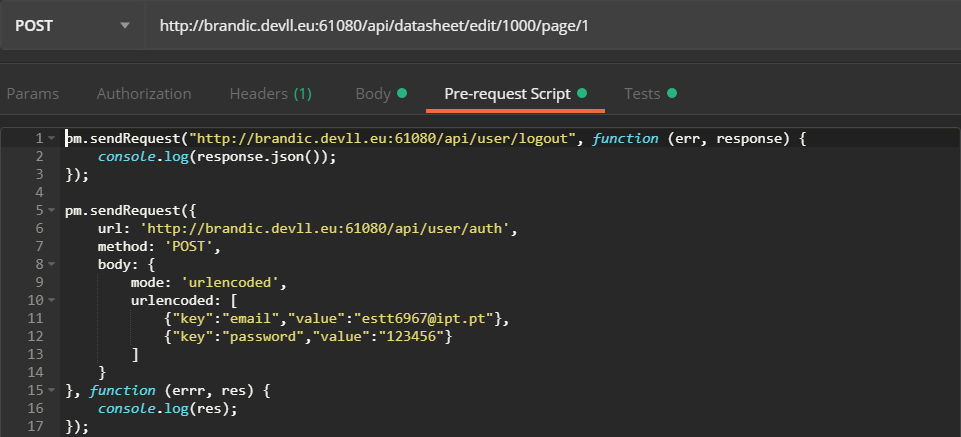 POST http://brandic.devll.eu:61080/api/datasheet/edit/1000/page/1
Params Authorization Headers (1) Body Pre-request Script Tests
1 pm.sendRequest("http://brandic.devll.eu:61080/api/user/logout", function (err, response) {
2     console.log(response.json());
3 });
4
5 pm.sendRequest({
6     url: 'http://brandic.devll.eu:61080/api/user/auth',
7     method: 'POST',
8     body: {
9         mode: 'urlencoded',
10         urlencoded: [
11             {"key":"email","value":"estt6967@ipt.pt"},
12             {"key":"password","value":"123456"}
13         ]
14     }
15 }, function (errr, res) {
16     console.log(res);
17 });